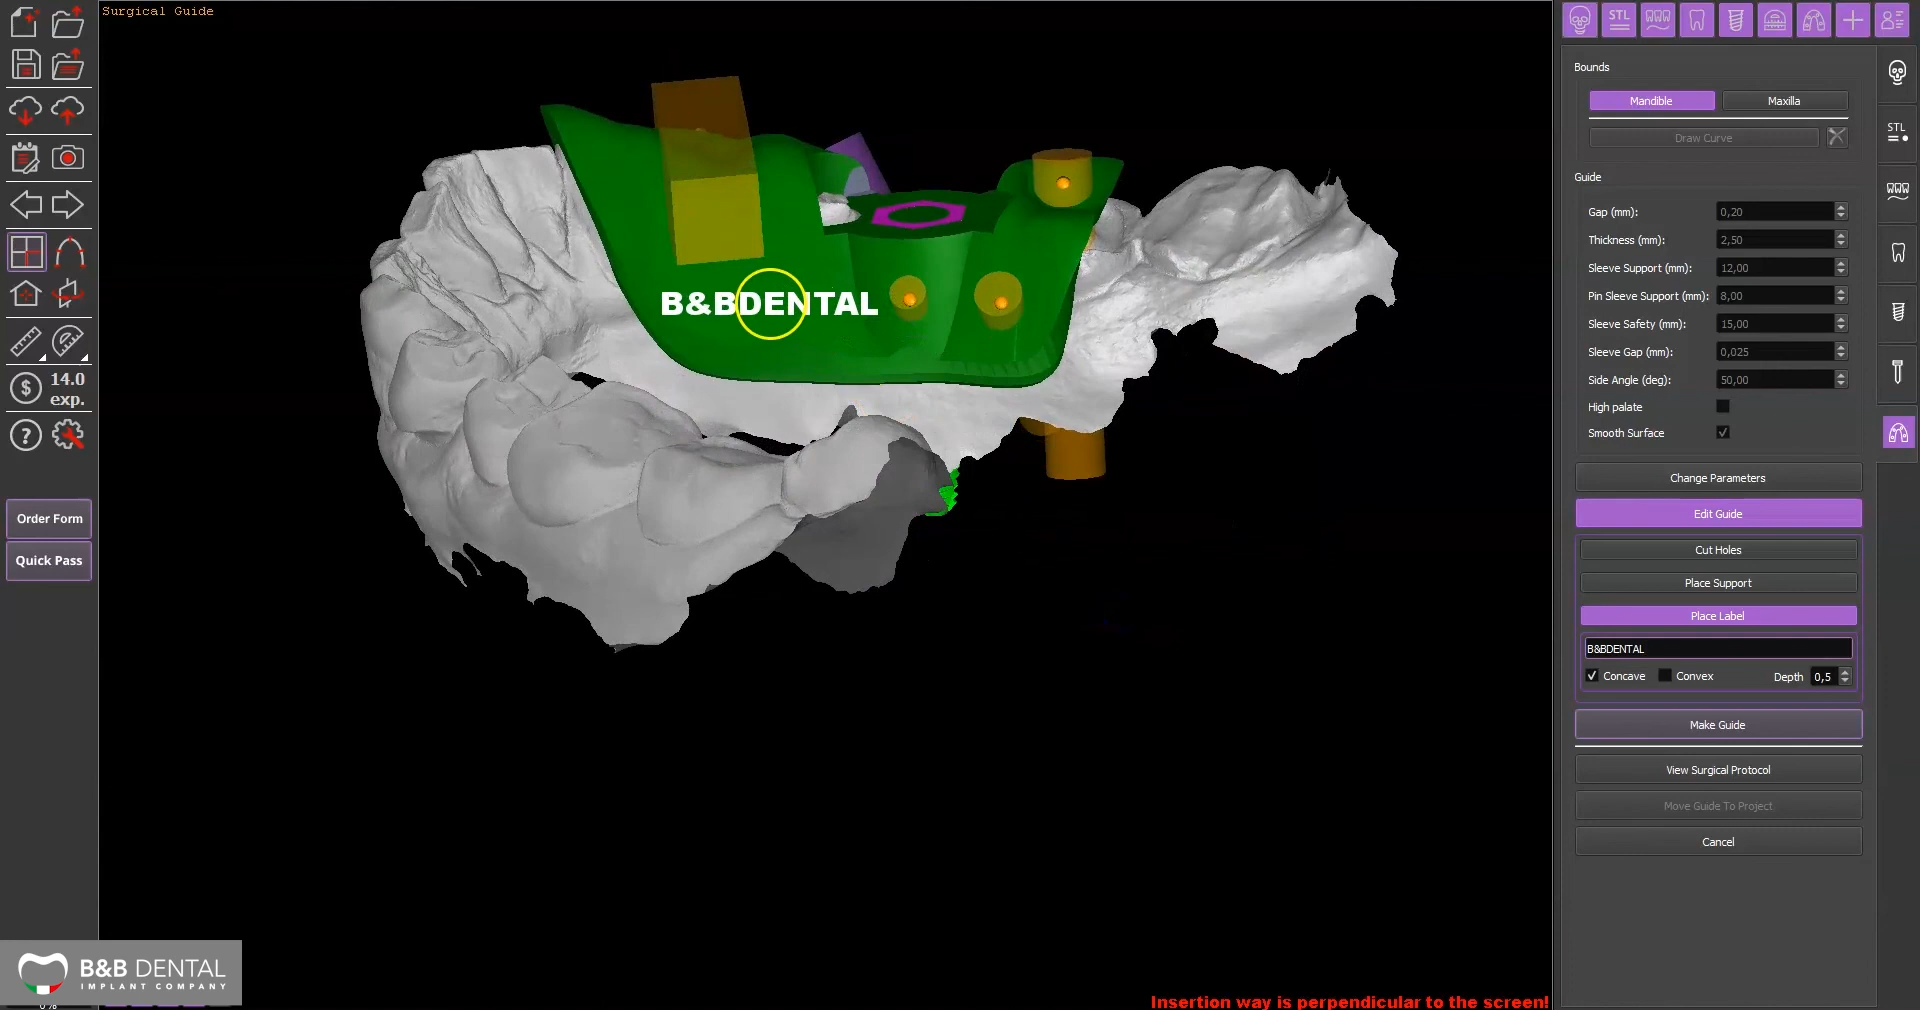 Surgical Guide
14.0
exp.
Order Form
Quick Pass
B&BDENTAL
B&B DENTAL
IMPLANT COMPANY
0%
Insertion way is perpendicular to the screen!
STL
Bounds
Mandible
Maxilla
Draw Curve
Guide
Gap (mm): 0,20
Thickness (mm): 2,50
Sleeve Support (mm): 12,00
Pin Sleeve Support (mm): 8,00
Sleeve Safety (mm): 15,00
Sleeve Gap (mm): 0,025
Side Angle (deg): 50,00
High palate
Smooth Surface
Change Parameters
Edit Guide
Cut Holes
Place Support
Place Label
B&BDENTAL
Concave Convex Depth 0,5
Make Guide
View Surgical Protocol
Move Guide To Project
Cancel
STL